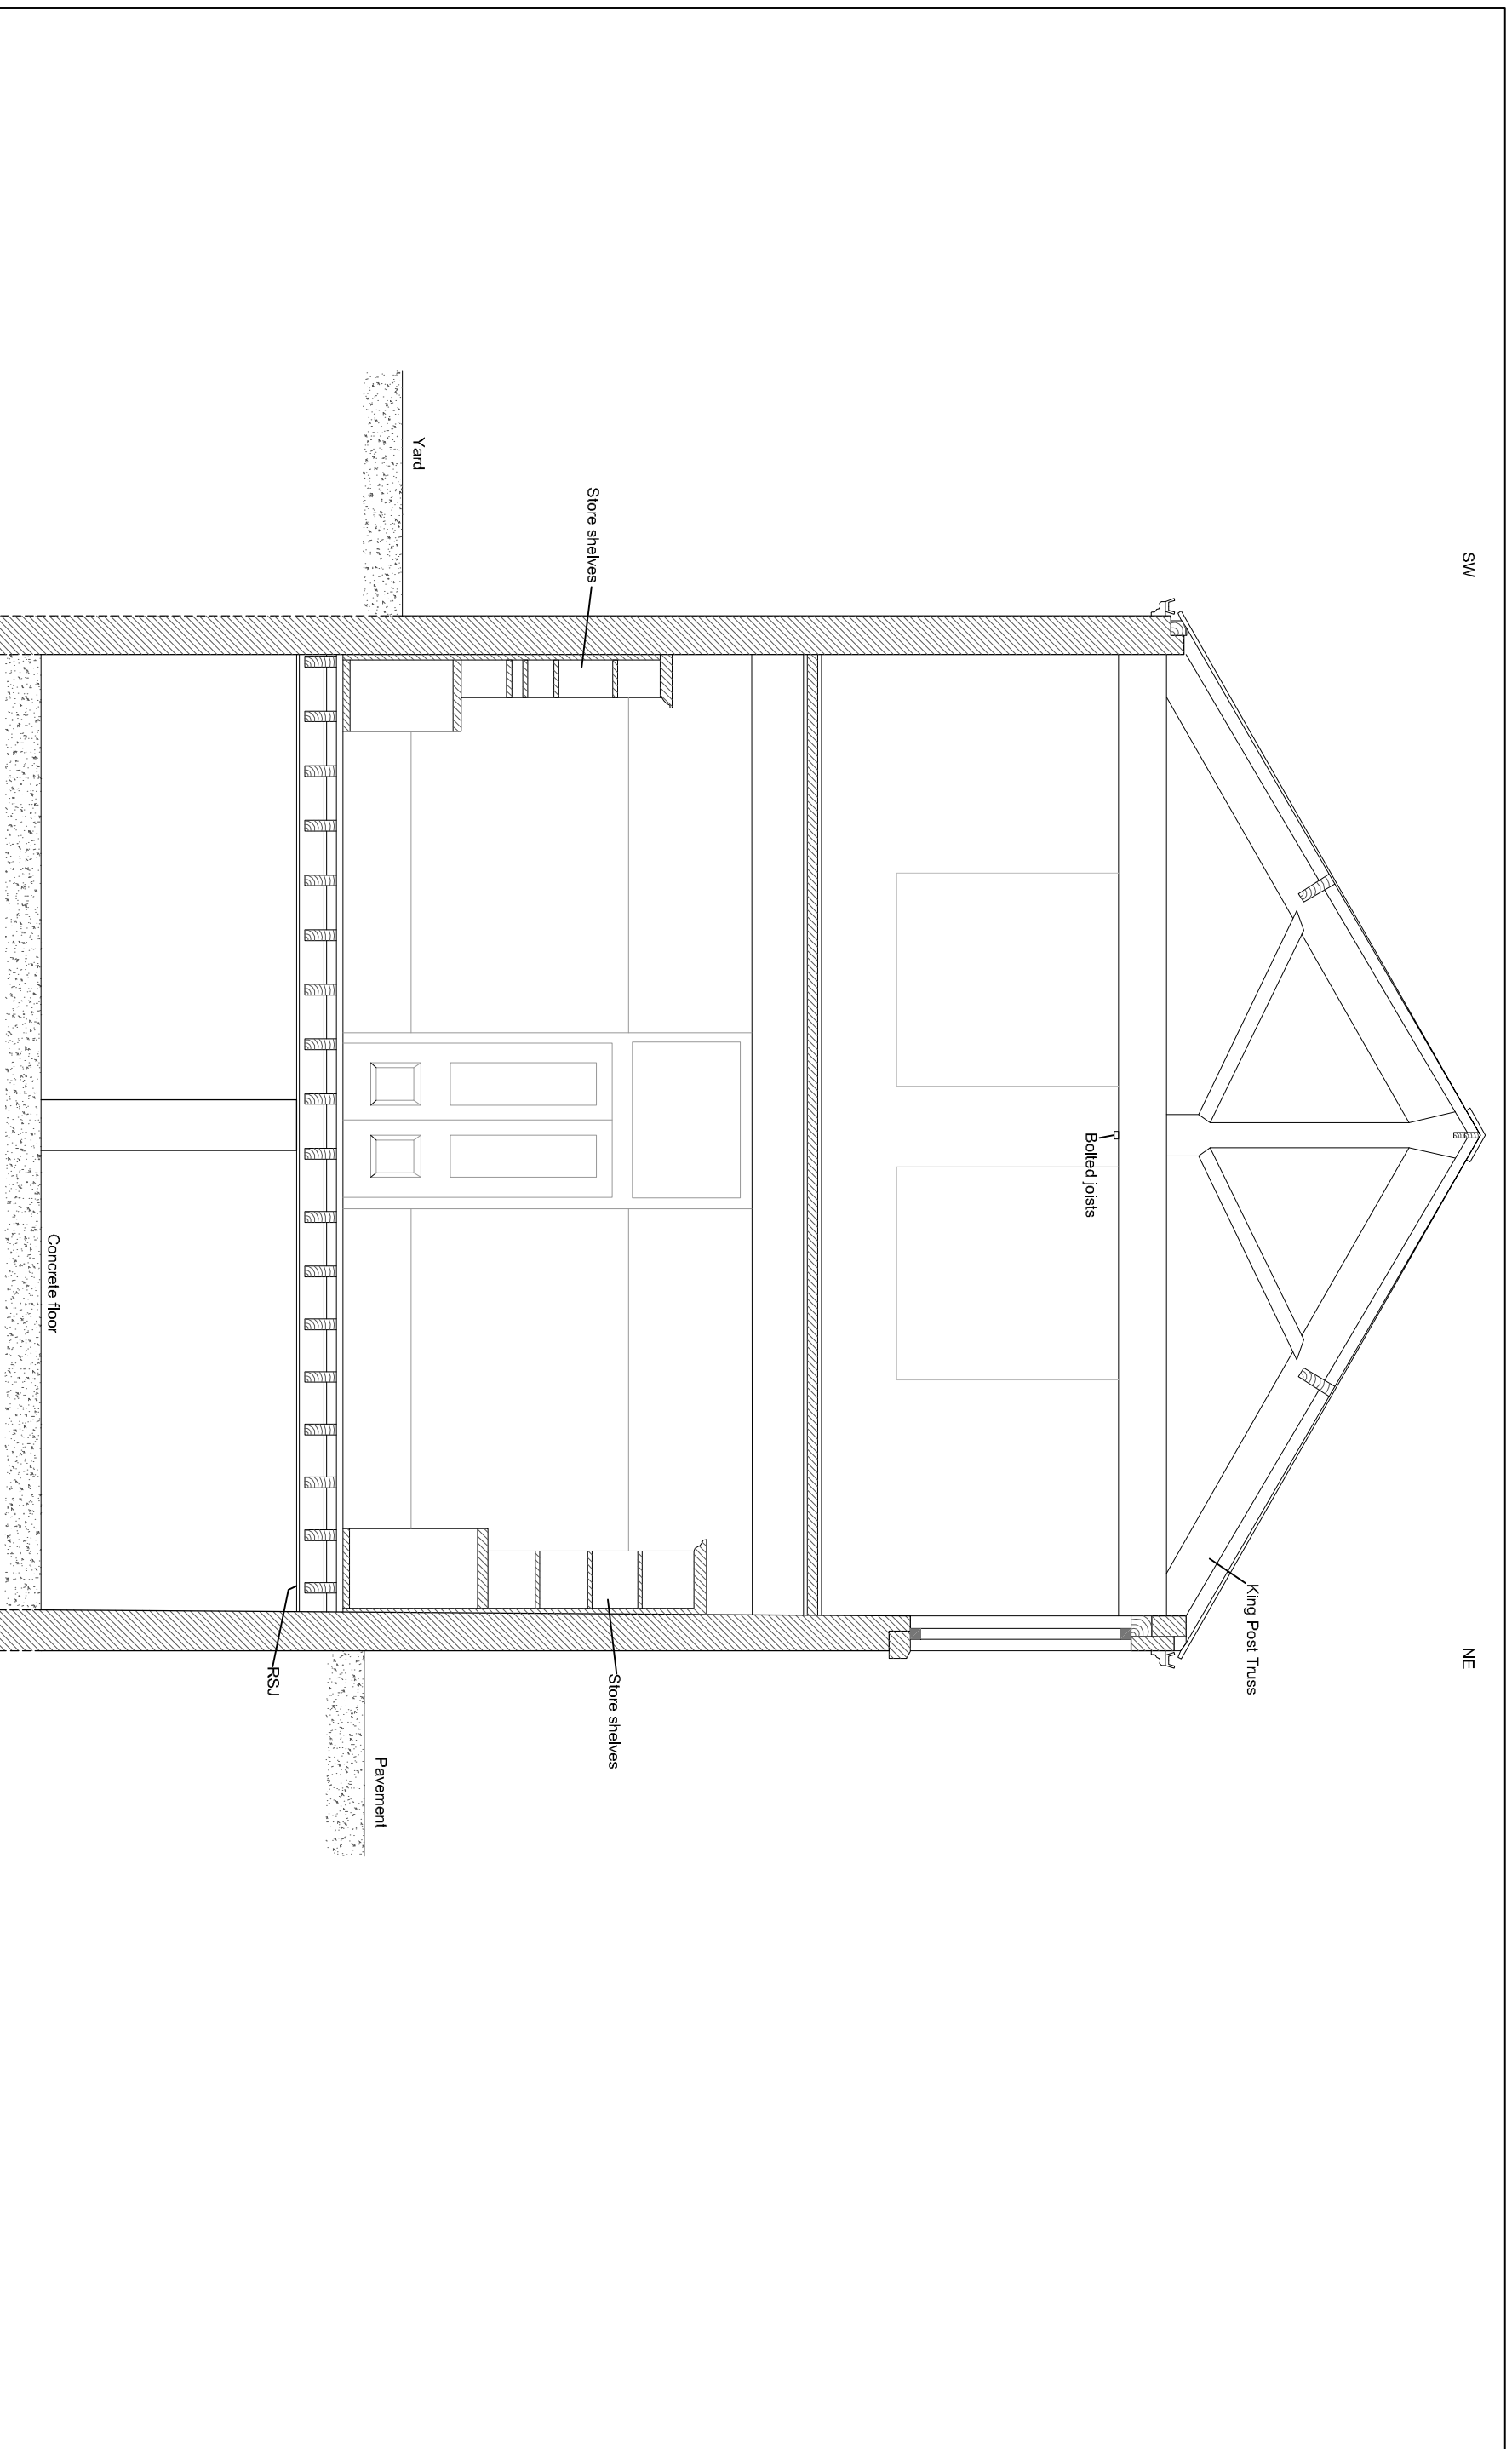 SW
NE
King Post Truss
Bolted joists
Store shelves
Store shelves
Yard
Pavement
RSJ
Concrete floor